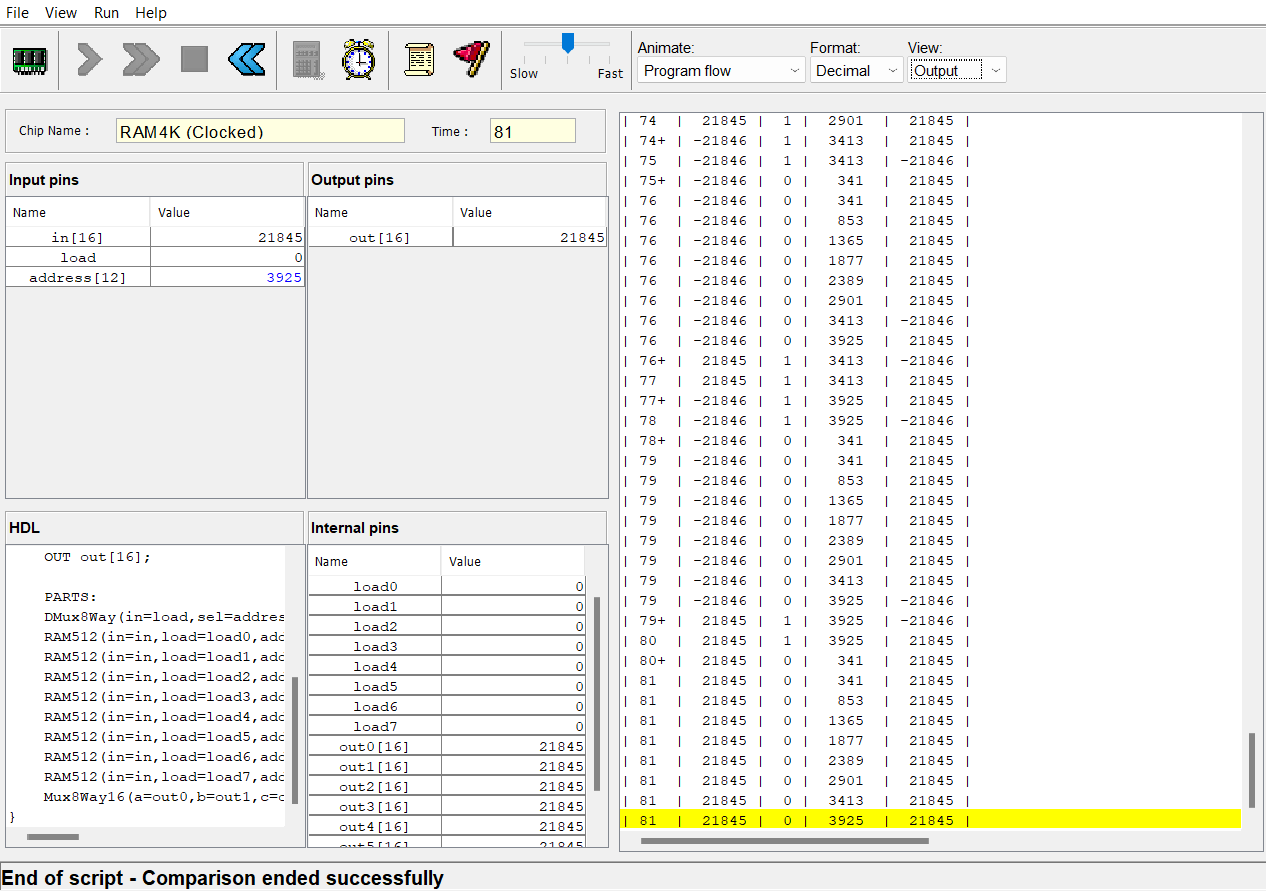 File View Run Help
Slow Fast
Animate: Format: View:
Program flow Decimal Output
Chip Name : RAM4K (Clocked) Time : 81
Input pins
Name Value
in[16] 21845
load 0
address[12] 3925
Output pins
Name Value
out[16] 21845
HDL
OUT out[16];
PARTS:
DMux8Way(in=load,sel=addres
RAM512(in=in,load=load0,add
RAM512(in=in,load=load1,add
RAM512(in=in,load=load2,add
RAM512(in=in,load=load3,add
RAM512(in=in,load=load4,add
RAM512(in=in,load=load5,add
RAM512(in=in,load=load6,add
RAM512(in=in,load=load7,add
Mux8Way16(a=out0,b=out1,c=o
}
Internal pins
Name Value
load0 0
load1 0
load2 0
load3 0
load4 0
load5 0
load6 0
load7 0
out0[16] 21845
out1[16] 21845
out2[16] 21845
out3[16] 21845
out4[16] 21845
out5[16] 21845
| 74 | 21845 | 1 | 2901 | 21845 |
| 74+ | -21846 | 1 | 3413 | 21845 |
| 75 | -21846 | 1 | 3413 | -21846 |
| 75+ | -21846 | 0 | 341 | 21845 |
| 76 | -21846 | 0 | 341 | 21845 |
| 76 | -21846 | 0 | 853 | 21845 |
| 76 | -21846 | 0 | 1365 | 21845 |
| 76 | -21846 | 0 | 1877 | 21845 |
| 76 | -21846 | 0 | 2389 | 21845 |
| 76 | -21846 | 0 | 2901 | 21845 |
| 76 | -21846 | 0 | 3413 | -21846 |
| 76 | -21846 | 0 | 3925 | 21845 |
| 76+ | 21845 | 1 | 3413 | -21846 |
| 77 | 21845 | 1 | 3413 | 21845 |
| 77+ | -21846 | 1 | 3925 | 21845 |
| 78 | -21846 | 1 | 3925 | -21846 |
| 78+ | -21846 | 0 | 341 | 21845 |
| 79 | -21846 | 0 | 341 | 21845 |
| 79 | -21846 | 0 | 853 | 21845 |
| 79 | -21846 | 0 | 1365 | 21845 |
| 79 | -21846 | 0 | 1877 | 21845 |
| 79 | -21846 | 0 | 2389 | 21845 |
| 79 | -21846 | 0 | 2901 | 21845 |
| 79 | -21846 | 0 | 3413 | 21845 |
| 79 | -21846 | 0 | 3925 | -21846 |
| 79+ | 21845 | 1 | 3925 | -21846 |
| 80 | 21845 | 1 | 3925 | 21845 |
| 80+ | 21845 | 0 | 341 | 21845 |
| 81 | 21845 | 0 | 341 | 21845 |
| 81 | 21845 | 0 | 853 | 21845 |
| 81 | 21845 | 0 | 1365 | 21845 |
| 81 | 21845 | 0 | 1877 | 21845 |
| 81 | 21845 | 0 | 2389 | 21845 |
| 81 | 21845 | 0 | 2901 | 21845 |
| 81 | 21845 | 0 | 3413 | 21845 |
| 81 | 21845 | 0 | 3925 | 21845 |
End of script - Comparison ended successfully